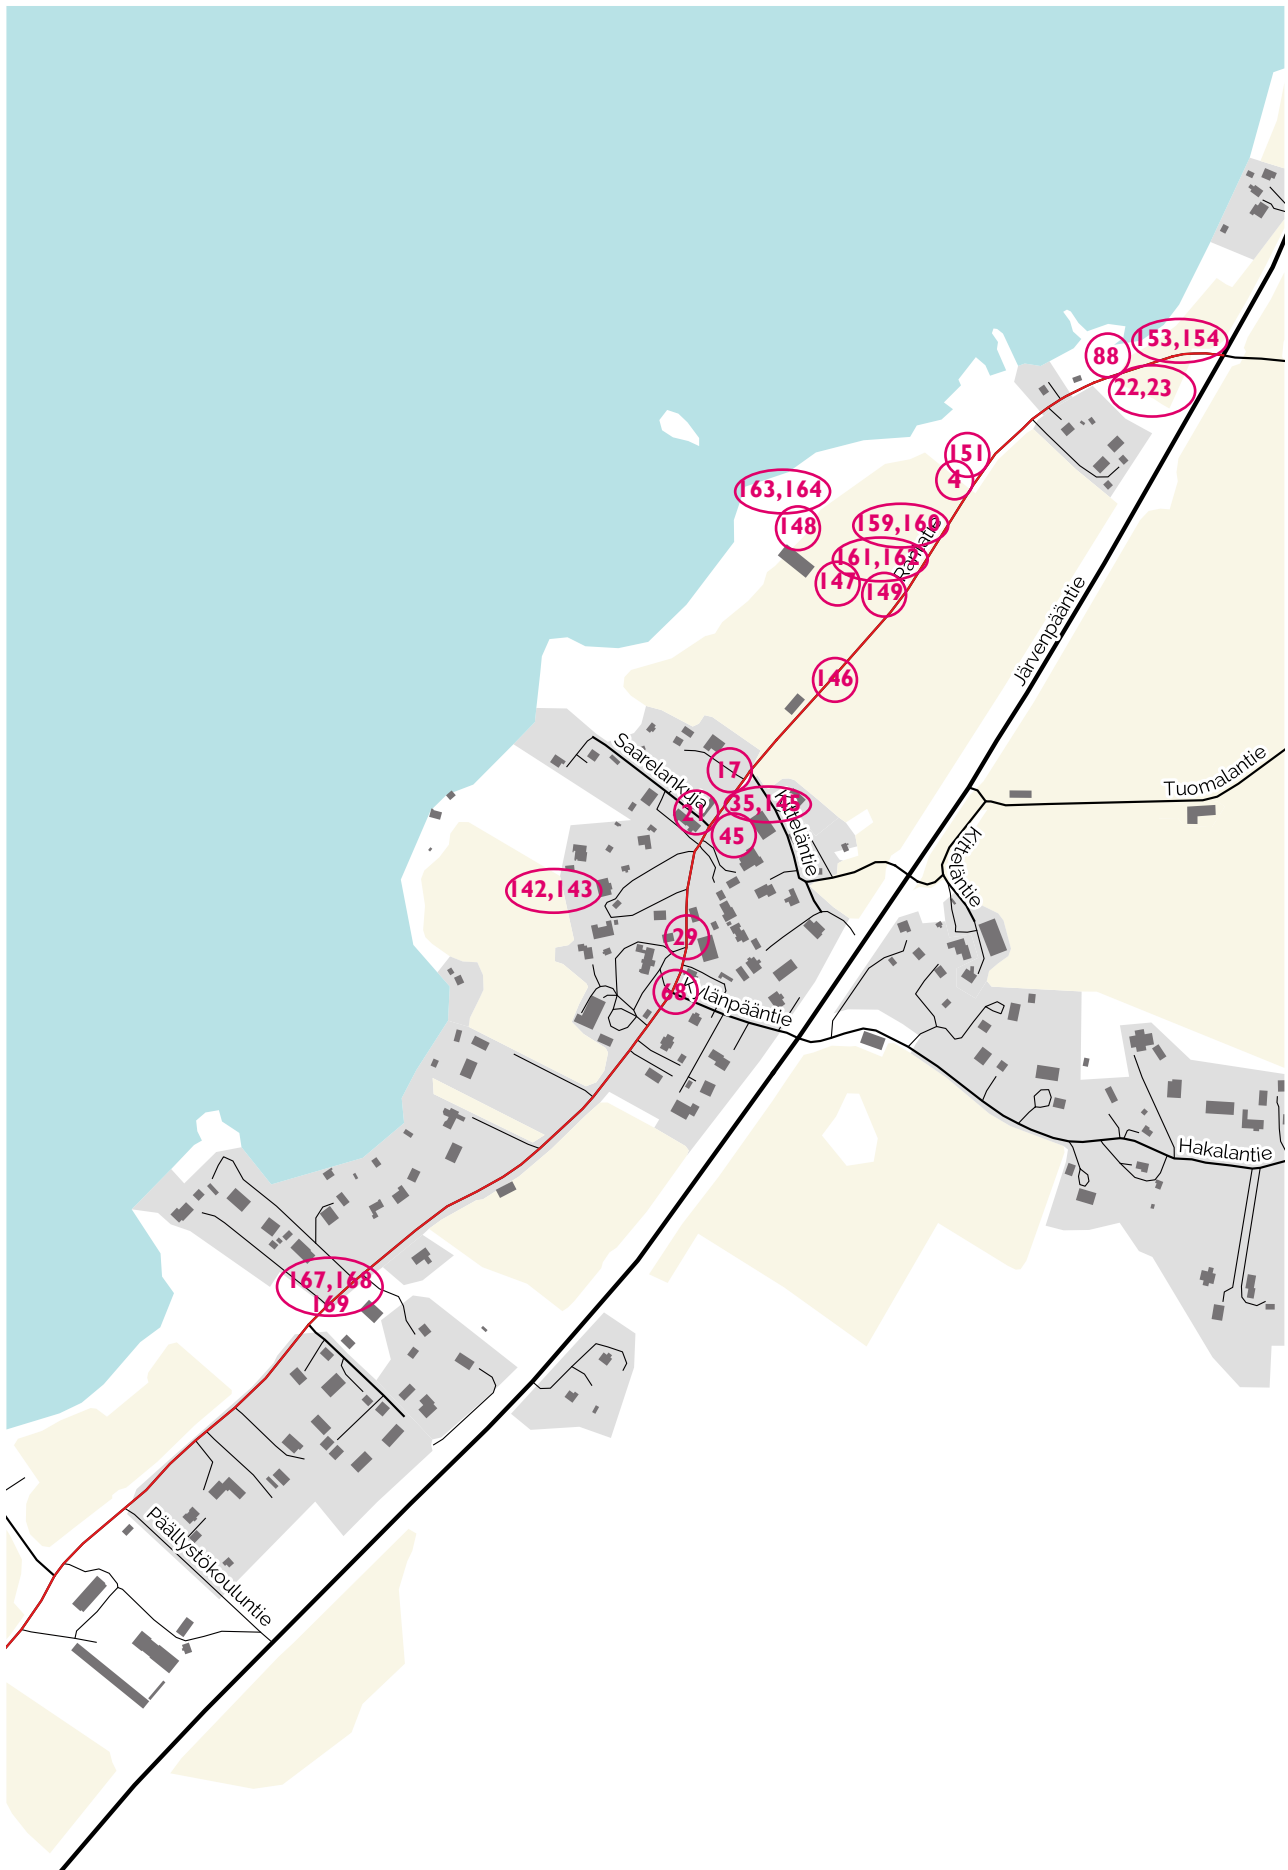 153,154
88
22,23
151
4
163,164
148
159,160
Rantatie
161,162
147
149
Järvenpääntie
146
Saarelankuja
17
Tuomalantie
35,145
21
45
Kitteläntie
Kitteläntie
142,143
29
68
Kylänpääntie
Hakalantie
167,168
169
Päällystökouluntie